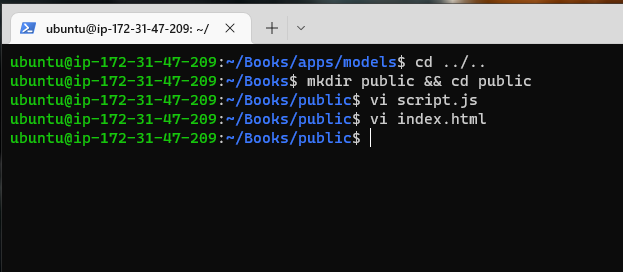 ubuntu@ip-172-31-47-209: ~/
ubuntu@ip-172-31-47-209:~/Books/apps/models$ cd ../..
ubuntu@ip-172-31-47-209:~/Books$ mkdir public && cd public
ubuntu@ip-172-31-47-209:~/Books/public$ vi script.js
ubuntu@ip-172-31-47-209:~/Books/public$ vi index.html
ubuntu@ip-172-31-47-209:~/Books/public$